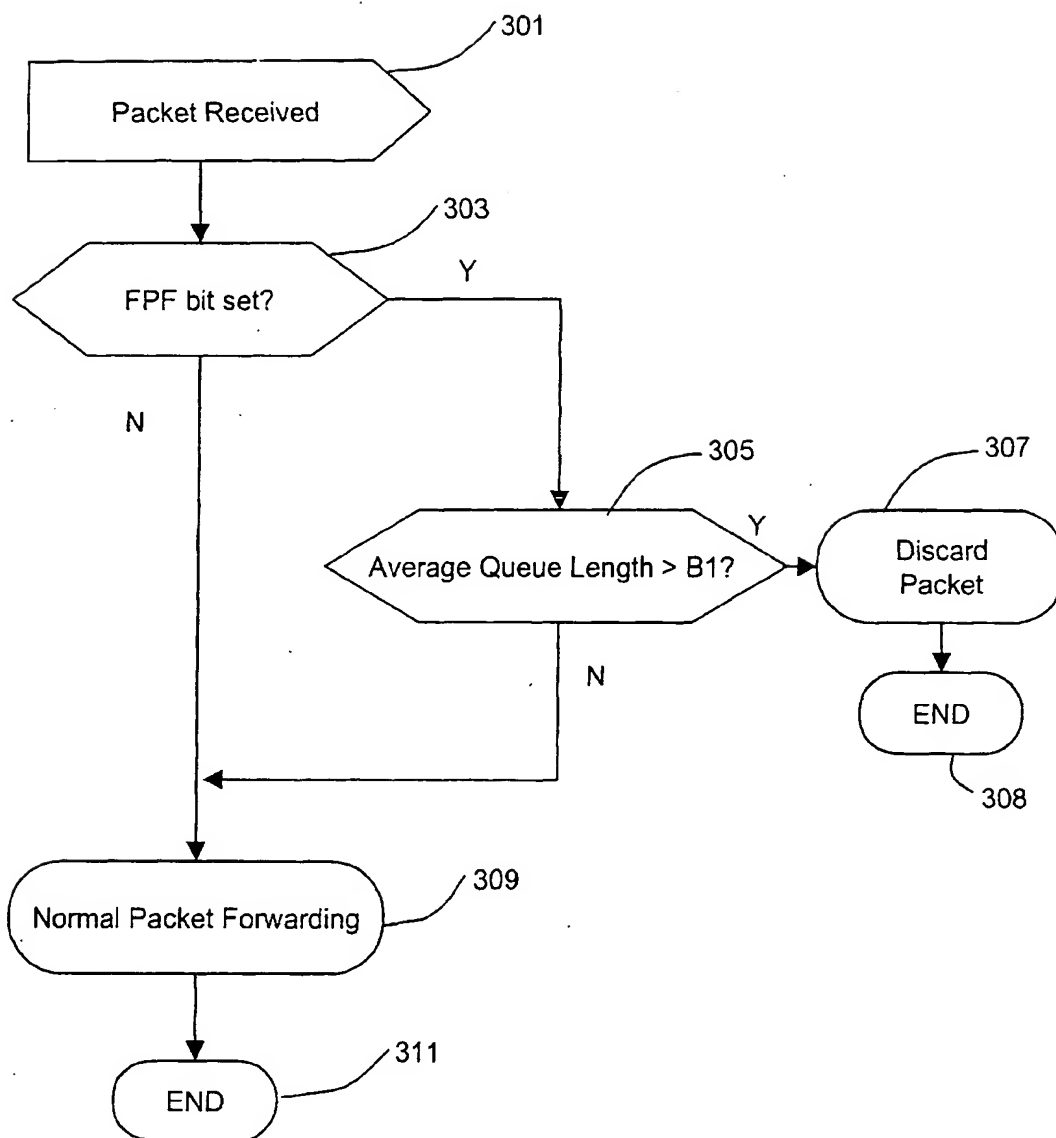 301
Packet Received
303
FPF bit set?
Y
N
305
307
Average Queue Length > B1?
Y
Discard
Packet
N
END
308
309
Normal Packet Forwarding
311
END